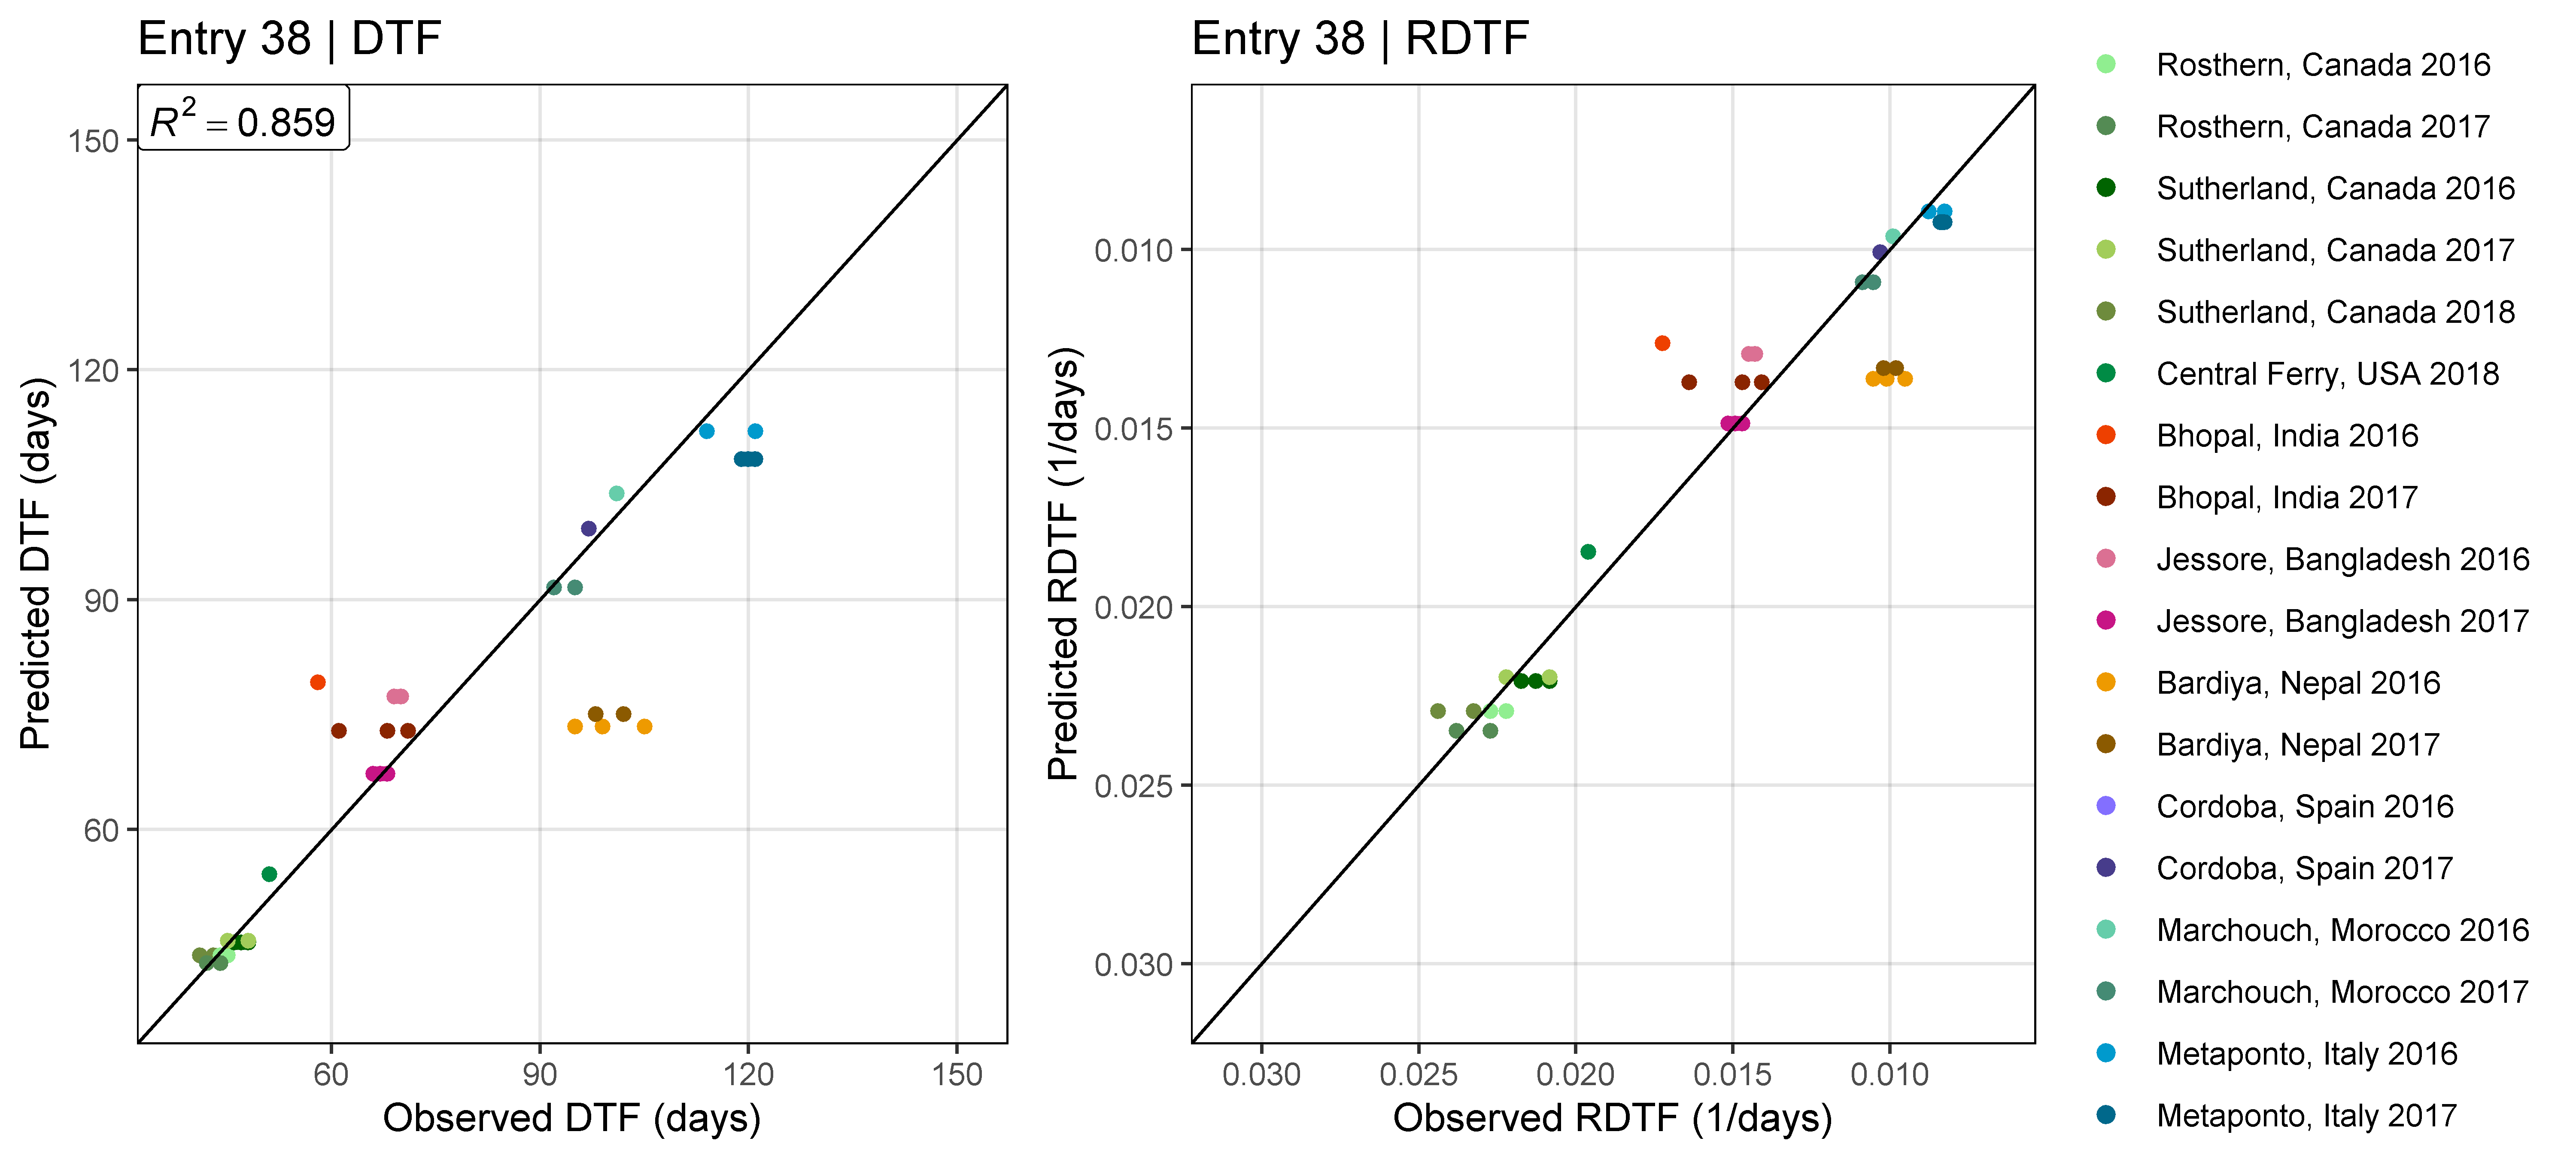 Entry 38 | DTF
R² = 0.859
Predicted DTF (days)
150
120
90
60
60 90 120 150
Observed DTF (days)
Entry 38 | RDTF
Predicted RDTF (1/days)
0.010
0.015
0.020
0.025
0.030
0.030 0.025 0.020 0.015 0.010
Observed RDTF (1/days)
Rosthern, Canada 2016
Rosthern, Canada 2017
Sutherland, Canada 2016
Sutherland, Canada 2017
Sutherland, Canada 2018
Central Ferry, USA 2018
Bhopal, India 2016
Bhopal, India 2017
Jessore, Bangladesh 2016
Jessore, Bangladesh 2017
Bardiya, Nepal 2016
Bardiya, Nepal 2017
Cordoba, Spain 2016
Cordoba, Spain 2017
Marchouch, Morocco 2016
Marchouch, Morocco 2017
Metaponto, Italy 2016
Metaponto, Italy 2017